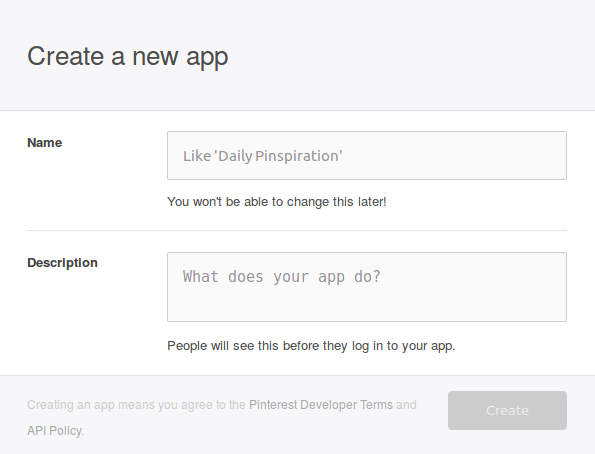 Create a new app
Name
Like 'Daily Pinspiration'
You won't be able to change this later!
Description
What does your app do?
People will see this before they log in to your app.
Creating an app means you agree to the Pinterest Developer Terms and
API Policy.
Create